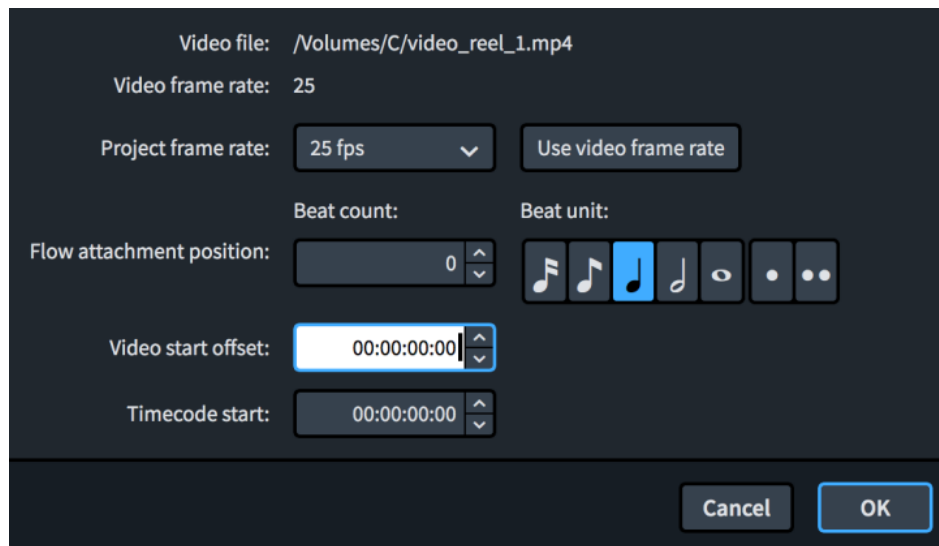 Video file: /Volumes/C/video_reel_1.mp4
Video frame rate: 25
Project frame rate: 25 fps Use video frame rate
Beat count: Beat unit:
Flow attachment position: 0
Video start offset: 00:00:00:00
Timecode start: 00:00:00:00
Cancel OK